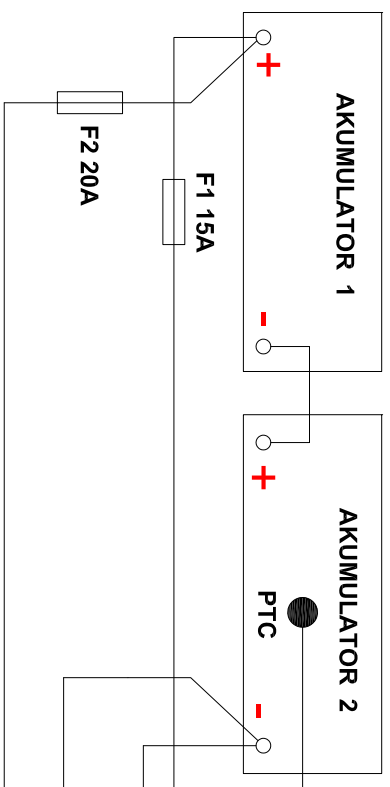 AKUMULATOR 1
+
-
F1 15A
F2 20A
AKUMULATOR 2
PTC
+
-